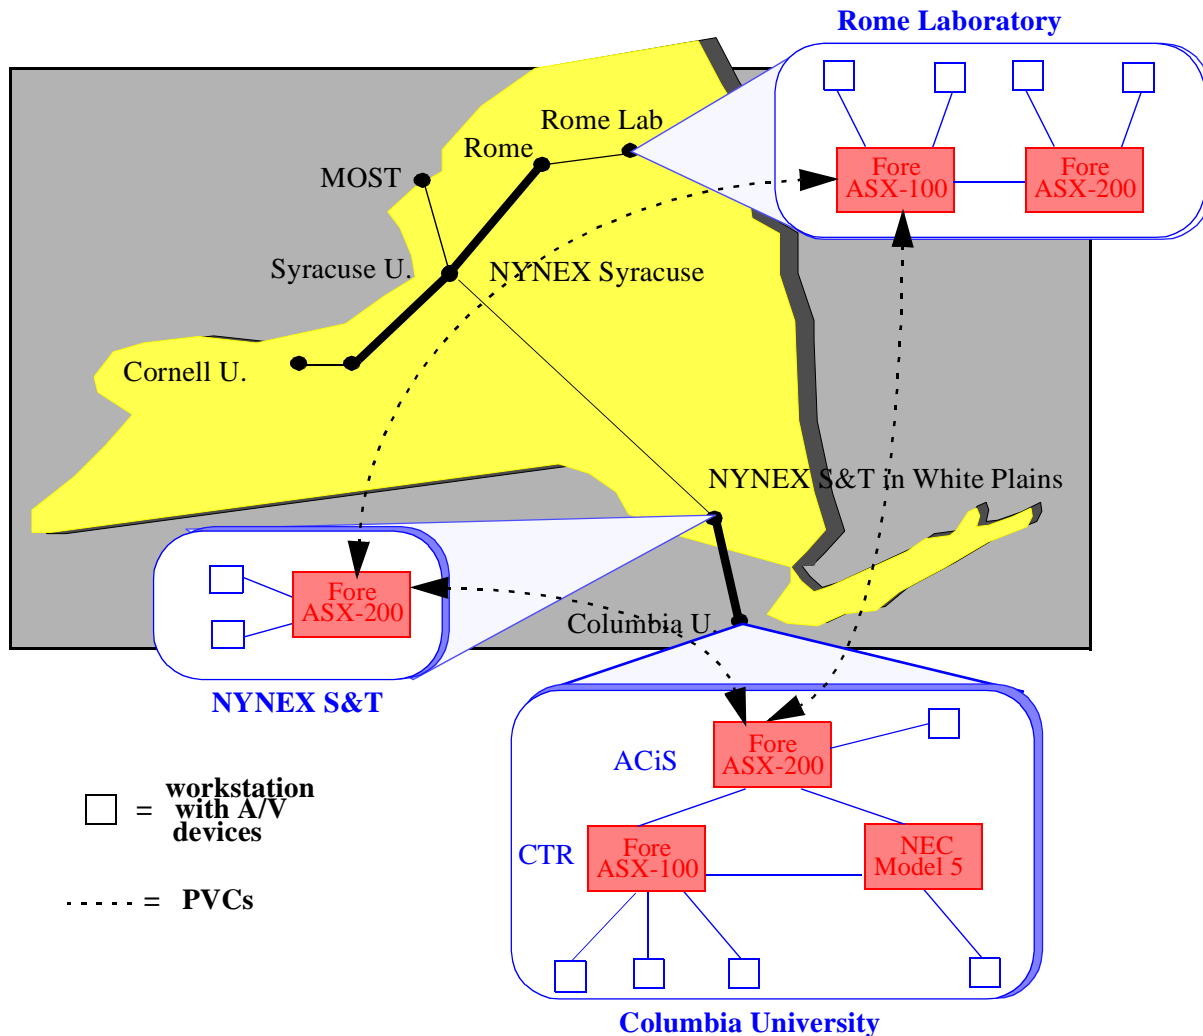 Rome Laboratory
Rome Lab
Rome
MOST
Fore
ASX-100
Fore
ASX-200
Syracuse U.
NYNEX Syracuse
Cornell U.
NYNEX S&T in White Plains
Fore
ASX-200
Columbia U.
NYNEX S&T
Fore
ASX-200
ACiS
= workstation
with A/V
devices
CTR
Fore
ASX-100
NEC
Model 5
= PVCs
Columbia University